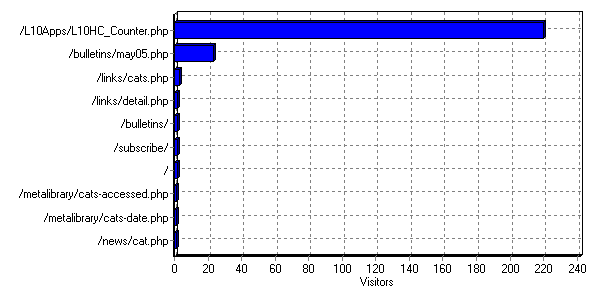 /L10Apps/L10HC_Counter.php
/bulletins/may05.php
/links/cats.php
/links/detail.php
/bulletins/
/subscribe/
/
/metalibrary/cats-accessed.php
/metalibrary/cats-date.php
/news/cat.php
0 20 40 60 80 100 120 140 160 180 200 220 240
Visitors